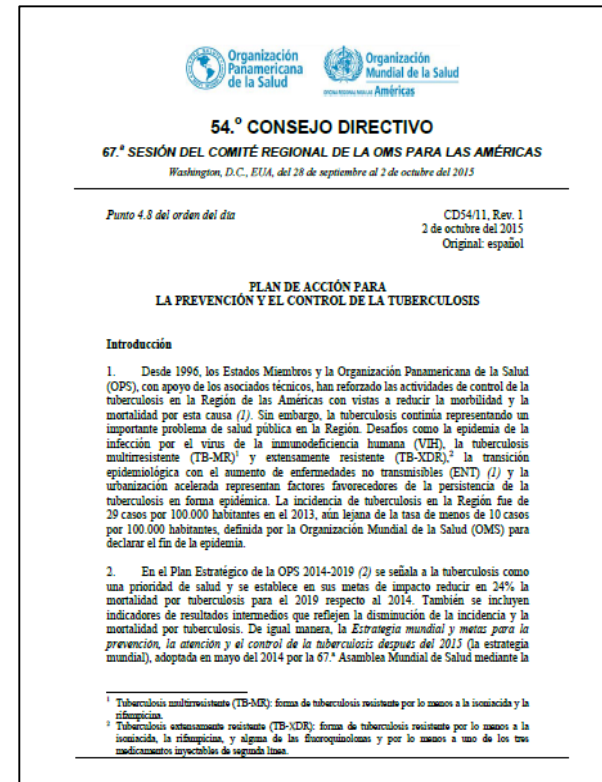 Organización
Panamericana
de la Salud
Organización
Mundial de la Salud
OFICINA REGIONAL PARA LAS Américas
54.º CONSEJO DIRECTIVO
67.ª SESIÓN DEL COMITÉ REGIONAL DE LA OMS PARA LAS AMÉRICAS
Washington, D.C., EUA, del 28 de septiembre al 2 de octubre del 2015
Punto 4.8 del orden del día
CD54/11, Rev. 1
2 de octubre del 2015
Original: español
PLAN DE ACCIÓN PARA
LA PREVENCIÓN Y EL CONTROL DE LA TUBERCULOSIS
Introducción
1. Desde 1996, los Estados Miembros y la Organización Panamericana de la Salud
(OPS), con apoyo de los asociados técnicos, han reforzado las actividades de control de la
tuberculosis en la Región de las Américas con vistas a reducir la morbilidad y la
mortalidad por esta causa (1). Sin embargo, la tuberculosis continúa representando un
importante problema de salud pública en la Región. Desafíos como la epidemia de la
infección por el virus de la inmunodeficiencia humana (VIH), la tuberculosis
multirresistente (TB-MR)1 y extensamente resistente (TB-XDR),2 la transición
epidemiológica con el aumento de enfermedades no transmisibles (ENT) (1) y la
urbanización acelerada representan factores favorecedores de la persistencia de la
tuberculosis en forma epidémica. La incidencia de tuberculosis en la Región fue de
29 casos por 100.000 habitantes en el 2013, aún lejana de la tasa de menos de 10 casos
por 100.000 habitantes, definida por la Organización Mundial de la Salud (OMS) para
declarar el fin de la epidemia.
2. En el Plan Estratégico de la OPS 2014-2019 (2) se señala a la tuberculosis como
una prioridad de salud y se establece en sus metas de impacto reducir en 24% la
mortalidad por tuberculosis para el 2019 respecto al 2014. También se incluyen
indicadores de resultados intermedios que reflejen la disminución de la incidencia y la
mortalidad por tuberculosis. De igual manera, la Estrategia mundial y metas para la
prevención, la atención y el control de la tuberculosis después del 2015 (la estrategia
mundial), adoptada en mayo del 2014 por la 67.ª Asamblea Mundial de Salud mediante la
1 Tuberculosis multirresistente (TB-MR): forma de tuberculosis resistente por lo menos a la isoniacida y la
rifampicina.
2 Tuberculosis extensamente resistente (TB-XDR): forma de tuberculosis resistente por lo menos a la
isoniacida, la rifampicina, y alguna de las fluoroquinolonas y por lo menos a uno de los tres
medicamentos inyectables de segunda línea.